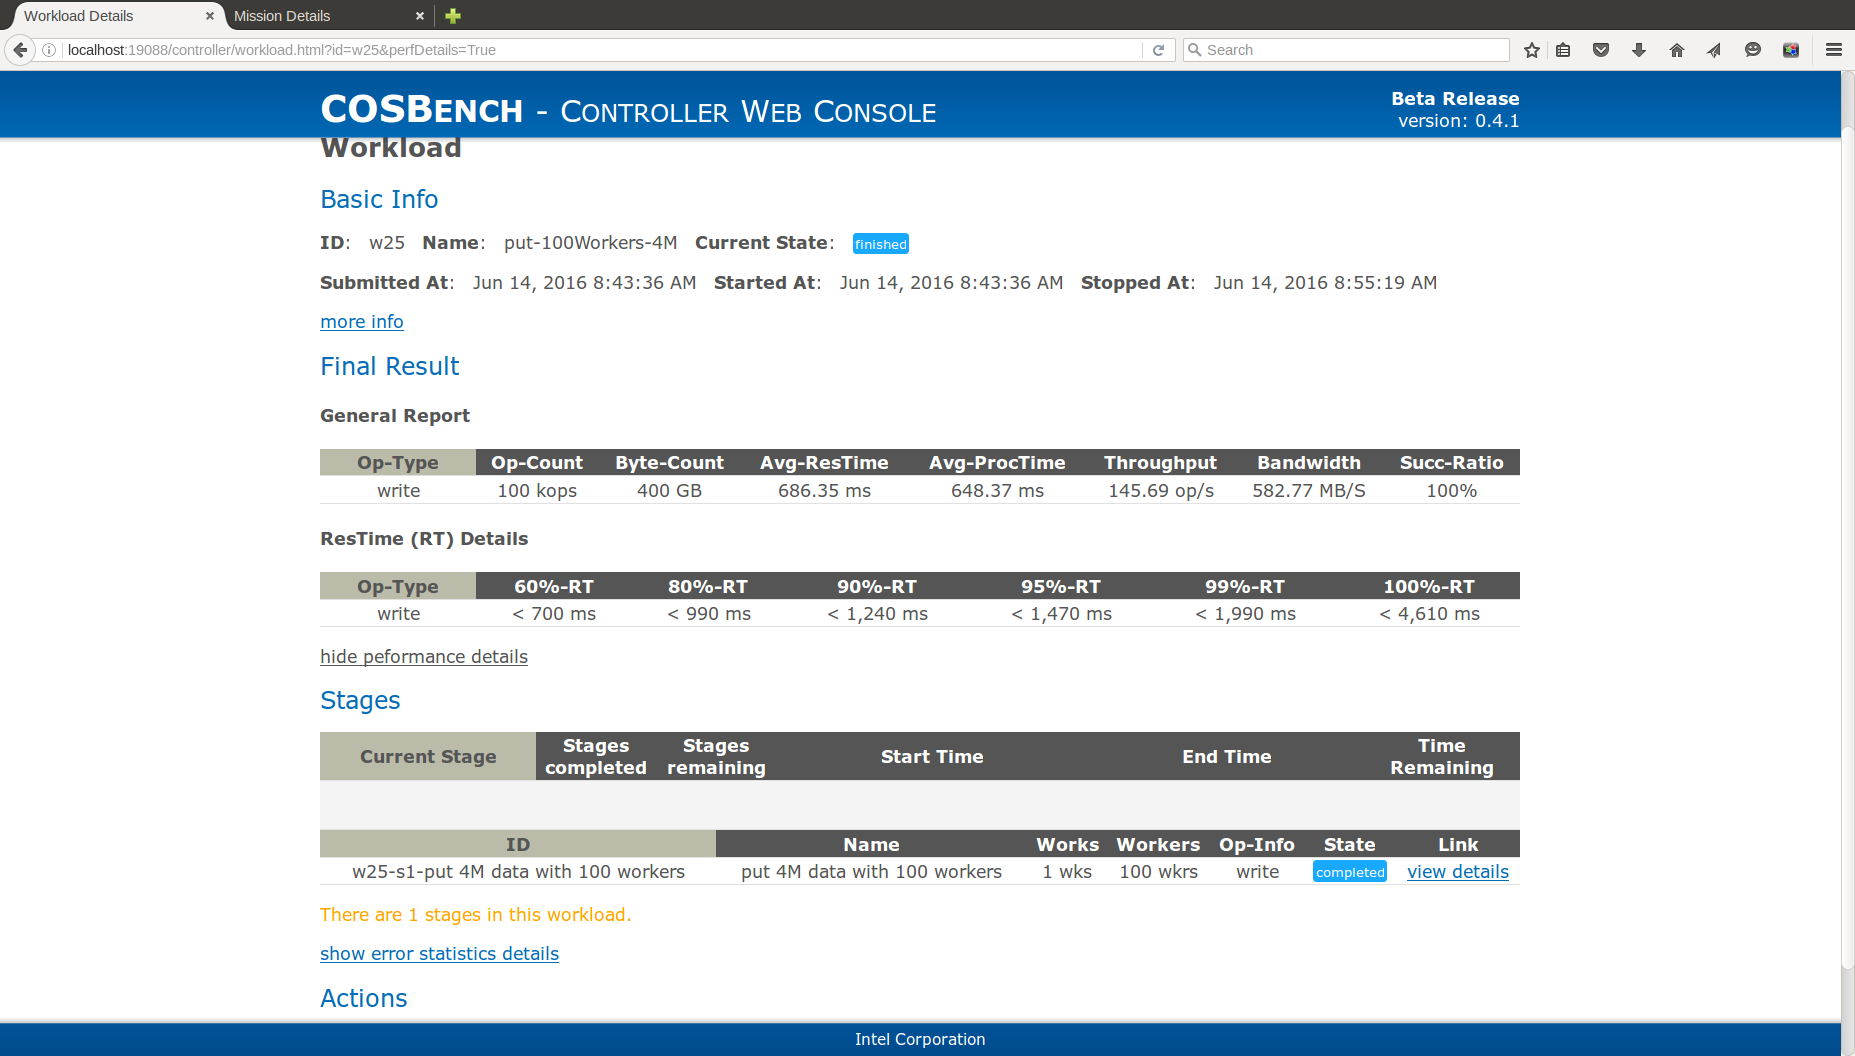 Workload Details
Mission Details
localhost:19088/controller/workload.html?id=w25&perfDetails=True
Search
COSBENCH - CONTROLLER WEB CONSOLE
Beta Release
version: 0.4.1
Workload
Basic Info
ID: w25 Name: put-100Workers-4M Current State: finished
Submitted At: Jun 14, 2016 8:43:36 AM Started At: Jun 14, 2016 8:43:36 AM Stopped At: Jun 14, 2016 8:55:19 AM
more info
Final Result
General Report
Op-Type Op-Count Byte-Count Avg-ResTime Avg-ProcTime Throughput Bandwidth Succ-Ratio
write 100 kops 400 GB 686.35 ms 648.37 ms 145.69 op/s 582.77 MB/S 100%
ResTime (RT) Details
Op-Type 60%-RT 80%-RT 90%-RT 95%-RT 99%-RT 100%-RT
write < 700 ms < 990 ms < 1,240 ms < 1,470 ms < 1,990 ms < 4,610 ms
hide peformance details
Stages
Current Stage Stages completed Stages remaining Start Time End Time Time Remaining
ID Name Works Workers Op-Info State Link
w25-s1-put 4M data with 100 workers put 4M data with 100 workers 1 wks 100 wkrs write completed view details
There are 1 stages in this workload.
show error statistics details
Actions
Intel Corporation